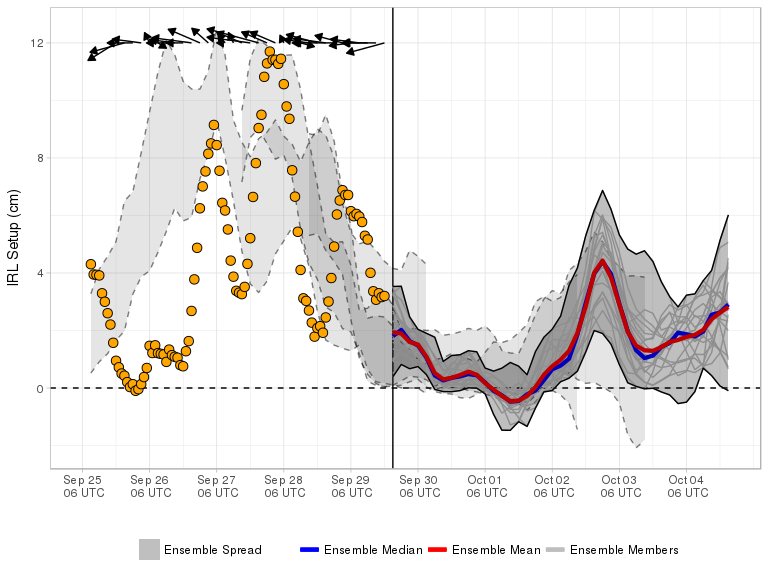 IRL Setup (cm)
12
8
4
0
Sep 25 Sep 26 Sep 27 Sep 28 Sep 29 Sep 30 Oct 01 Oct 02 Oct 03 Oct 04
06 UTC 06 UTC 06 UTC 06 UTC 06 UTC 06 UTC 06 UTC 06 UTC 06 UTC 06 UTC
Ensemble Spread Ensemble Median Ensemble Mean Ensemble Members